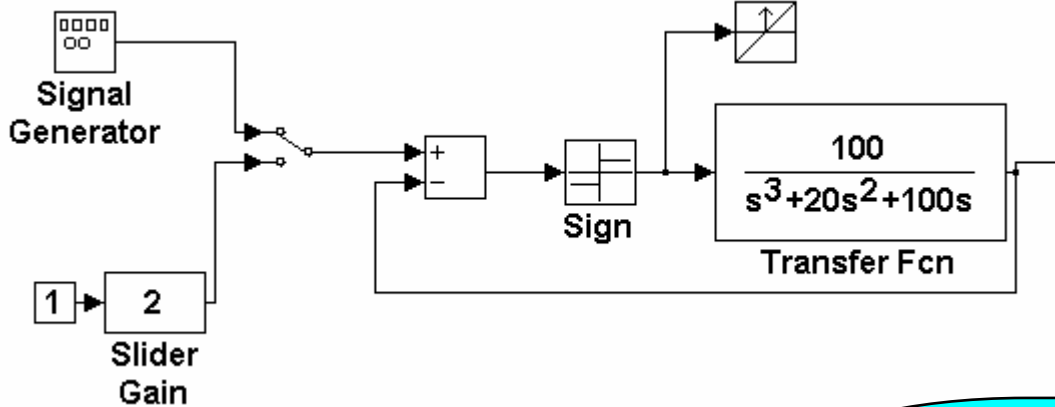 Signal
Generator
+
−
Sign
100
s³+20s²+100s
Transfer Fcn
1
2
Slider
Gain